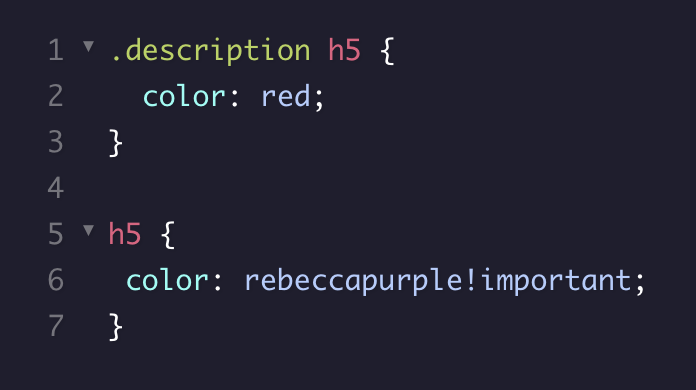 1 ▼ .description h5 {
2 color: red;
3 }
4
5 ▼ h5 {
6 color: rebeccapurple!important;
7 }